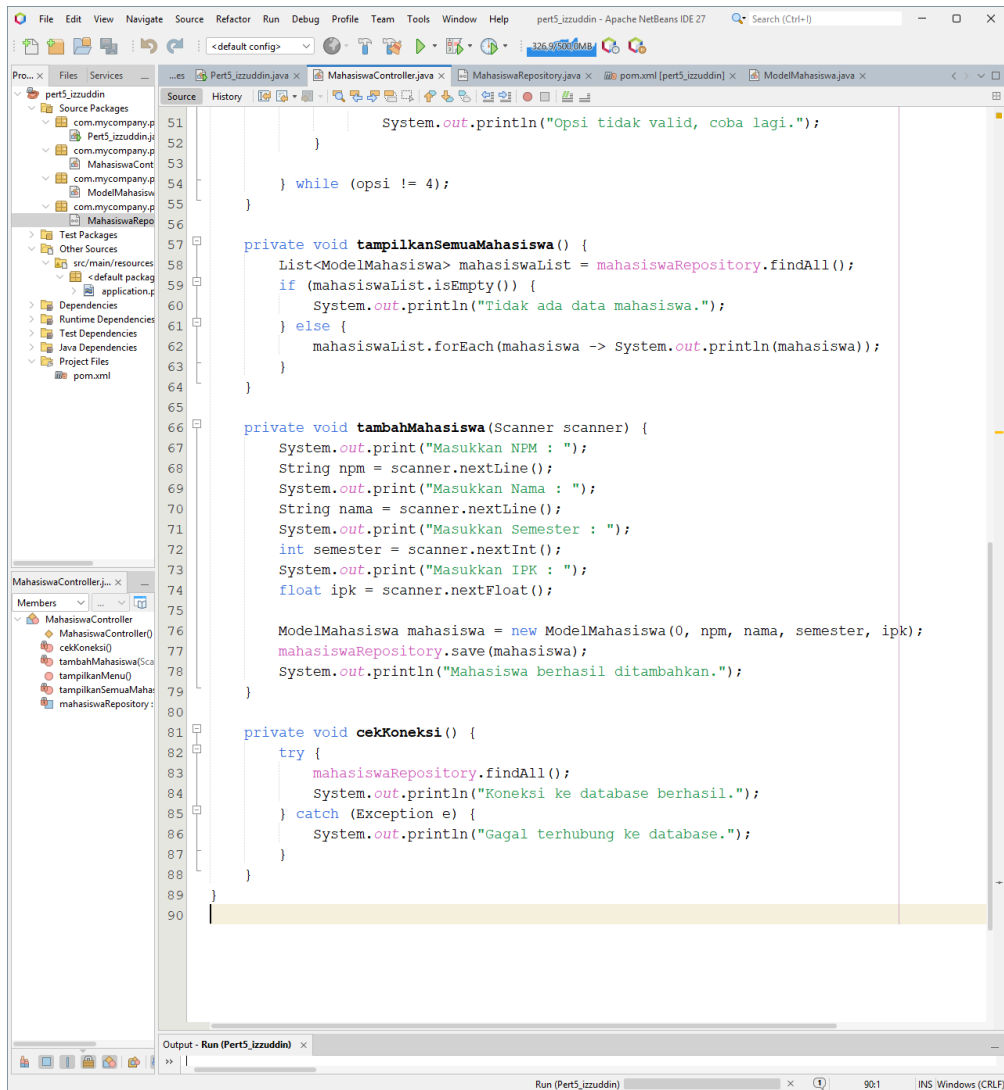 File Edit View Navigate Source Refactor Run Debug Profile Team Tools Window Help pert5_izzuddin - Apache NetBeans IDE 27 Search (Ctrl+I)
<default config> 326,9/500,0MB
Pro... Files Services
...es Pert5_izzuddin.java MahasiswaController.java MahasiswaRepository.java pom.xml [pert5_izzuddin] ModelMahasiswa.java
Source History
pert5_izzuddin
Source Packages
com.mycompany.p
Pert5_izzuddin.ja
com.mycompany.p
MahasiswaCont
com.mycompany.p
ModelMahasisw
com.mycompany.p
MahasiswaRepo
Test Packages
Other Sources
src/main/resources
<default packag
application.p
Dependencies
Runtime Dependencies
Test Dependencies
Java Dependencies
Project Files
pom.xml
MahasiswaController.j...
Members ...
MahasiswaController
MahasiswaController()
cekKoneksi()
tambahMahasiswa(Sca
tampilkanMenu()
tampilkanSemuaMahas
mahasiswaRepository :
51 System.out.println("Opsi tidak valid, coba lagi.");
52 }
53
54 } while (opsi != 4);
55 }
56
57 private void tampilkanSemuaMahasiswa() {
58 List<ModelMahasiswa> mahasiswaList = mahasiswaRepository.findAll();
59 if (mahasiswaList.isEmpty()) {
60 System.out.println("Tidak ada data mahasiswa.");
61 } else {
62 mahasiswaList.forEach(mahasiswa -> System.out.println(mahasiswa));
63 }
64 }
65
66 private void tambahMahasiswa(Scanner scanner) {
67 System.out.print("Masukkan NPM : ");
68 String npm = scanner.nextLine();
69 System.out.print("Masukkan Nama : ");
70 String nama = scanner.nextLine();
71 System.out.print("Masukkan Semester : ");
72 int semester = scanner.nextInt();
73 System.out.print("Masukkan IPK : ");
74 float ipk = scanner.nextFloat();
75
76 ModelMahasiswa mahasiswa = new ModelMahasiswa(0, npm, nama, semester, ipk);
77 mahasiswaRepository.save(mahasiswa);
78 System.out.println("Mahasiswa berhasil ditambahkan.");
79 }
80
81 private void cekKoneksi() {
82 try {
83 mahasiswaRepository.findAll();
84 System.out.println("Koneksi ke database berhasil.");
85 } catch (Exception e) {
86 System.out.println("Gagal terhubung ke database.");
87 }
88 }
89 }
90
Output - Run (Pert5_izzuddin)
>>
Run (Pert5_izzuddin) 1 90:1 INS Windows (CRLF